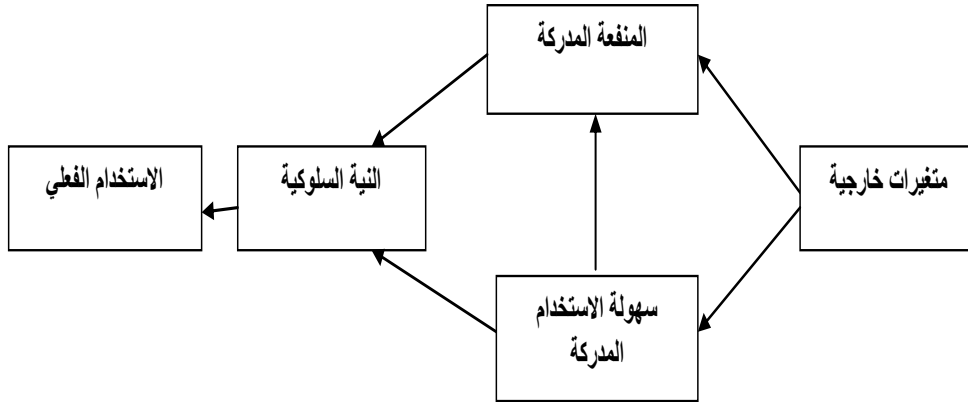 المنفعة المدركة
متغيرات خارجية
النية السلوكية
الاستخدام الفعلي
سهولة الاستخدام
المدركة